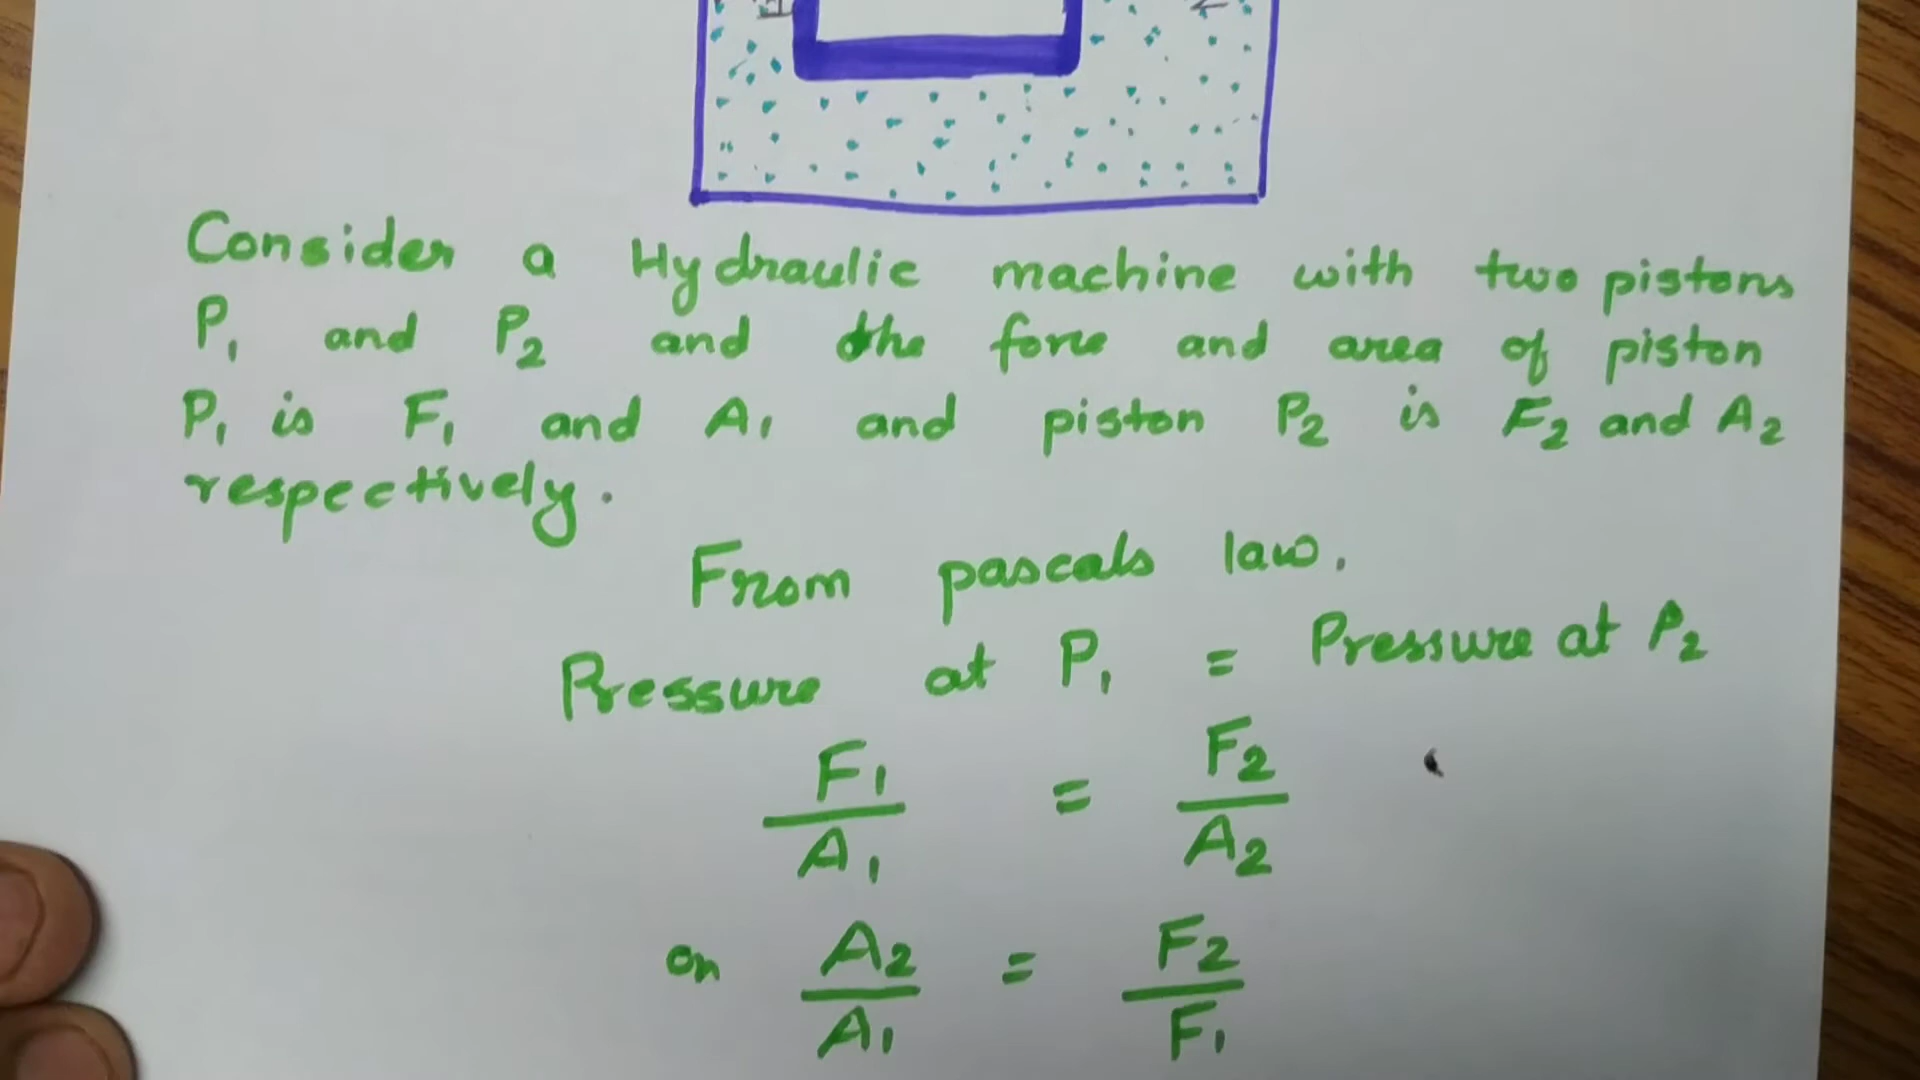 Consider a Hydraulic machine with two pistons
P₁ and P₂ and the force and area of piston
P₁ is F₁ and A₁ and piston P₂ is F₂ and A₂
respectively.
From pascals law.
Pressure at P₁ = Pressure at P₂
F₁/A₁ = F₂/A₂
or A₂/A₁ = F₂/F₁